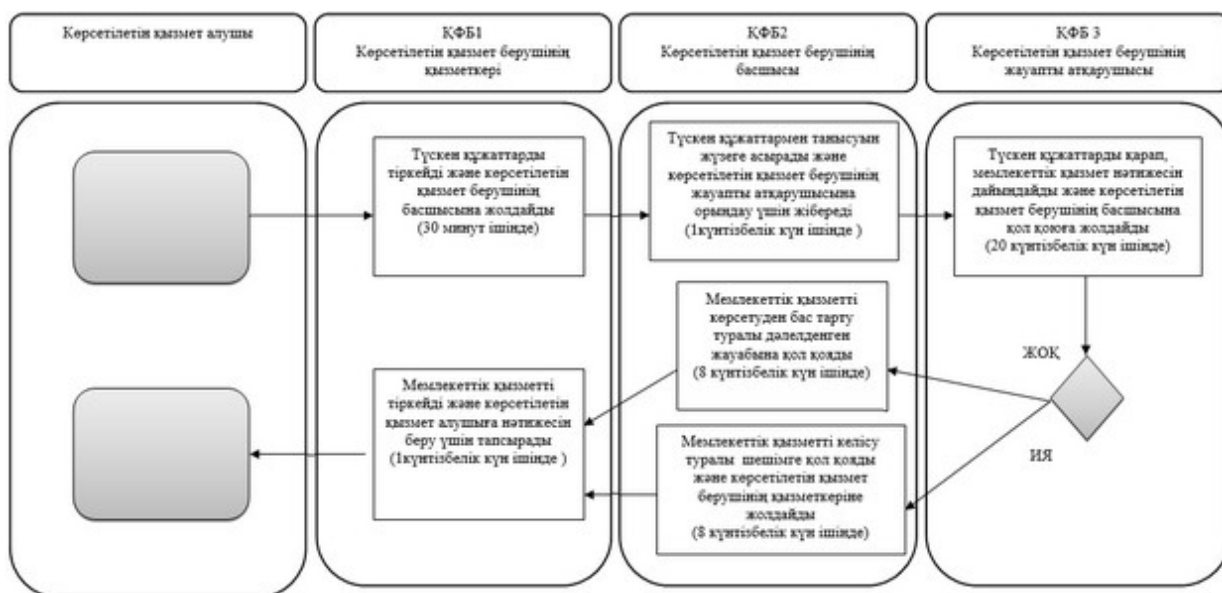 Көрсетілетін қызмет алушы
ҚФБ1
Көрсетілетін қызмет берушінің
қызметкері
ҚФБ2
Көрсетілетін қызмет берушінің
басшысы
ҚФБ 3
Көрсетілетін қызмет берушінің
жауапты атқарушысы
Түскен құжаттарды
тіркейді және көрсетілетін
қызмет берушінің
басшысына жолдайды
(30 минут ішінде)
Түскен құжаттармен танысуын
жүзеге асырады және
көрсетілетін қызмет берушінің
жауапты атқарушысына
орындау үшін жібереді
(1күнтізбелік күн ішінде )
Түскен құжаттарды қарап,
мемлекеттік қызмет нәтижесін
дайындайды және көрсетілетін
қызмет берушінің басшысына
қол қоюға жолдайды
(20 күнтізбелік күн ішінде)
Мемлекеттік қызметті
көрсетуден бас тарту
туралы дәлелденген
жауабына қол қояды
(8 күнтізбелік күн ішінде)
ЖОҚ
Мемлекеттік қызметті
тіркейді және көрсетілетін
қызмет алушыға нәтижесін
беру үшін тапсырады
(1күнтізбелік күн ішінде )
Мемлекеттік қызметті келісу
туралы шешімге қол қояды
және көрсетілетін қызмет
берушінің қызметкеріне
жолдайды
(8 күнтізбелік күн ішінде)
ИЯ